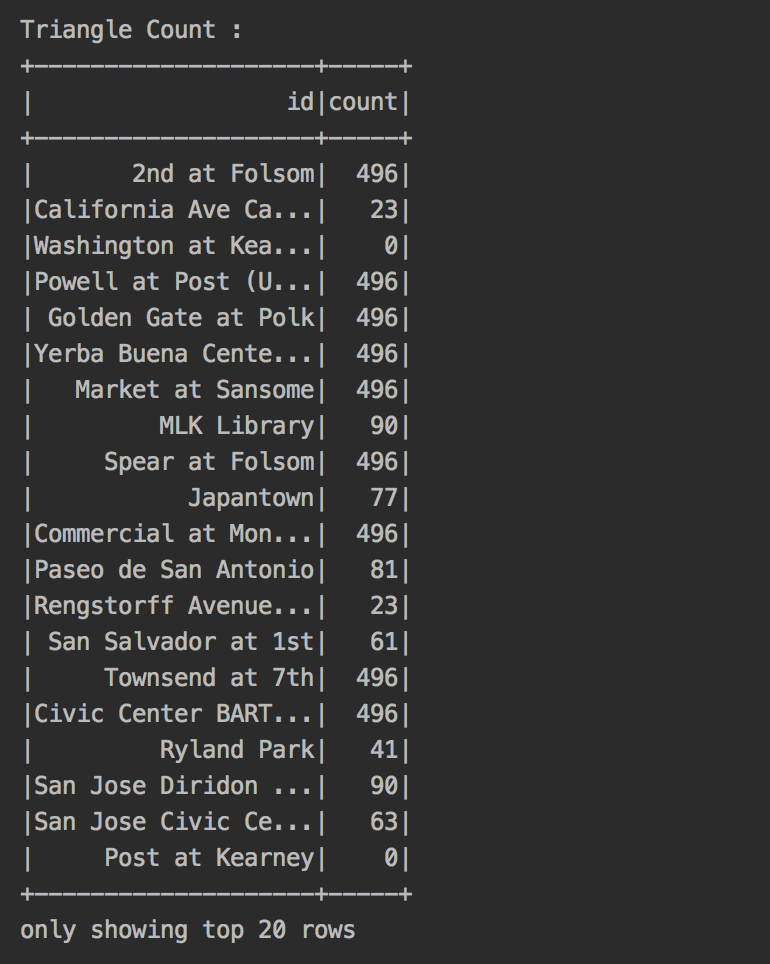 Triangle Count :
+--------------------+-----+
|                  id|count|
+--------------------+-----+
|       2nd at Folsom|  496|
|California Ave Ca...|   23|
|Washington at Kea...|    0|
|Powell at Post (U...|  496|
| Golden Gate at Polk|  496|
|Yerba Buena Cente...|  496|
|   Market at Sansome|  496|
|         MLK Library|   90|
|     Spear at Folsom|  496|
|           Japantown|   77|
|Commercial at Mon...|  496|
|Paseo de San Antonio|   81|
|Rengstorff Avenue...|   23|
| San Salvador at 1st|   61|
|     Townsend at 7th|  496|
|Civic Center BART...|  496|
|         Ryland Park|   41|
|San Jose Diridon ...|   90|
|San Jose Civic Ce...|   63|
|     Post at Kearney|    0|
+--------------------+-----+
only showing top 20 rows